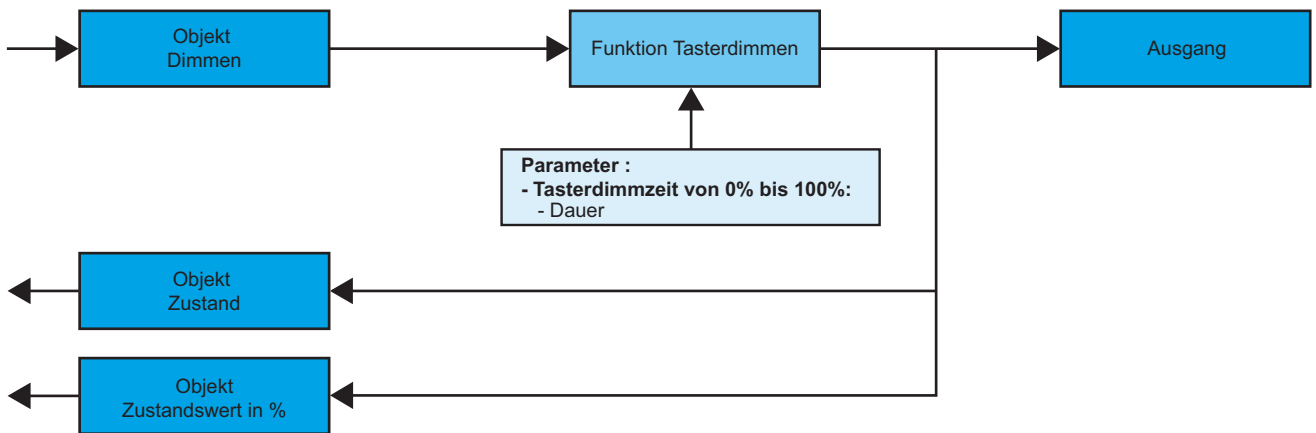 Objekt
Dimmen
Funktion Tasterdimmen
Ausgang
Parameter :
- Tasterdimmzeit von 0% bis 100%:
- Dauer
Objekt
Zustand
Objekt
Zustandswert in %